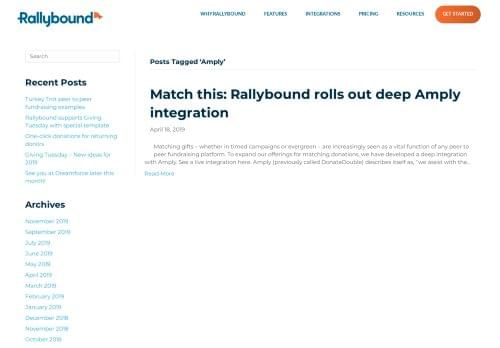 Rallybound
WHY RALLYBOUND
FEATURES
INTEGRATIONS
PRICING
RESOURCES
GET STARTED
Search
Recent Posts
Turkey Trot peer to peer
fundraising examples
Rallybound supports Giving
Tuesday with special template
One-click donations for returning
donors
Giving Tuesday – New ideas for
2019
See you at Dreamforce later this
month!
Archives
November 2019
September 2019
July 2019
June 2019
May 2019
April 2019
March 2019
February 2019
January 2019
December 2018
November 2018
October 2018
Posts Tagged 'Amply'
Match this: Rallybound rolls out deep Amply
integration
April 18, 2019
Matching gifts – whether in timed campaigns or evergreen – are increasingly seen as a vital function of any peer to
peer fundraising platform. To expand our offerings for matching donations, we have developed a deep integration
with Amply. See a live integration here. Amply (previously called DonateDouble) describes itself as, "we assist with the...
Read More